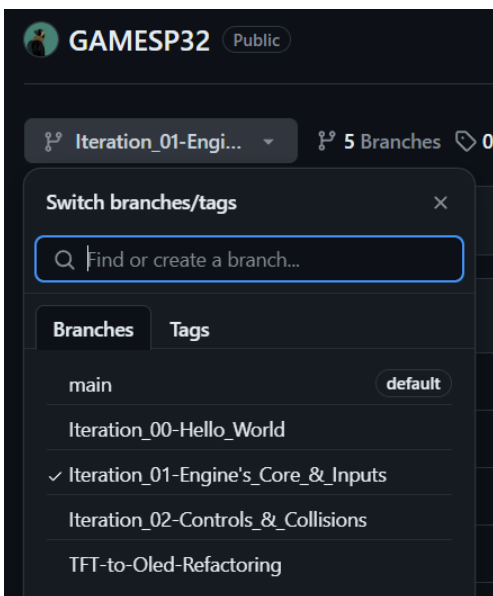 GAMESP32 Public
Iteration_01-Engi... 5 Branches 0
Switch branches/tags
Find or create a branch...
Branches Tags
main default
Iteration_00-Hello_World
Iteration_01-Engine's_Core_&_Inputs
Iteration_02-Controls_&_Collisions
TFT-to-Oled-Refactoring